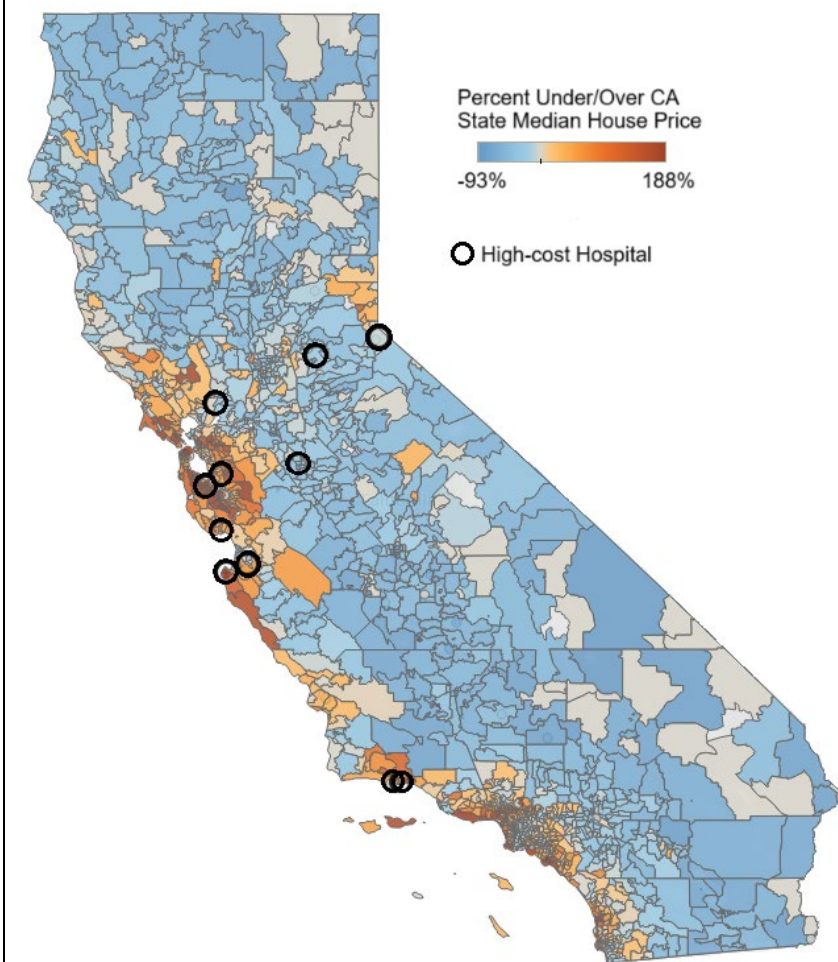 Percent Under/Over CA
State Median House Price
-93% 188%
High-cost Hospital